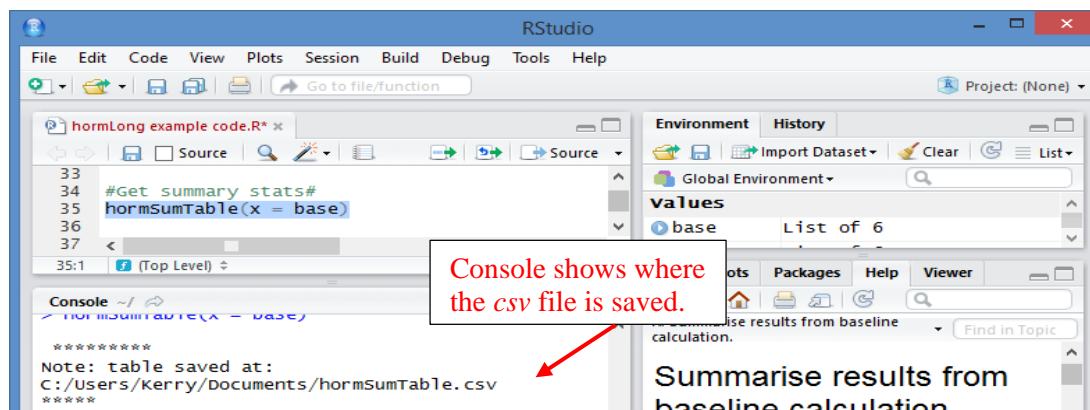 RStudio
File Edit Code View Plots Session Build Debug Tools Help
Go to file/function
Project: (None)
hormLong example code.R*
Source
Source
33
34 #Get summary stats#
35 hormSumTable(x = base)
36
37
35:1 (Top Level)
Console ~/
> hormSumTable(x = base)
*********
Note: table saved at:
C:/Users/Kerry/Documents/hormSumTable.csv
*****
Console shows where
the csv file is saved.
Environment History
Import Dataset Clear List
Global Environment
Values
base List of 6
ots Packages Help Viewer
Summarise results from baseline
calculation.
Find in Topic
Summarise results from
baseline calculation